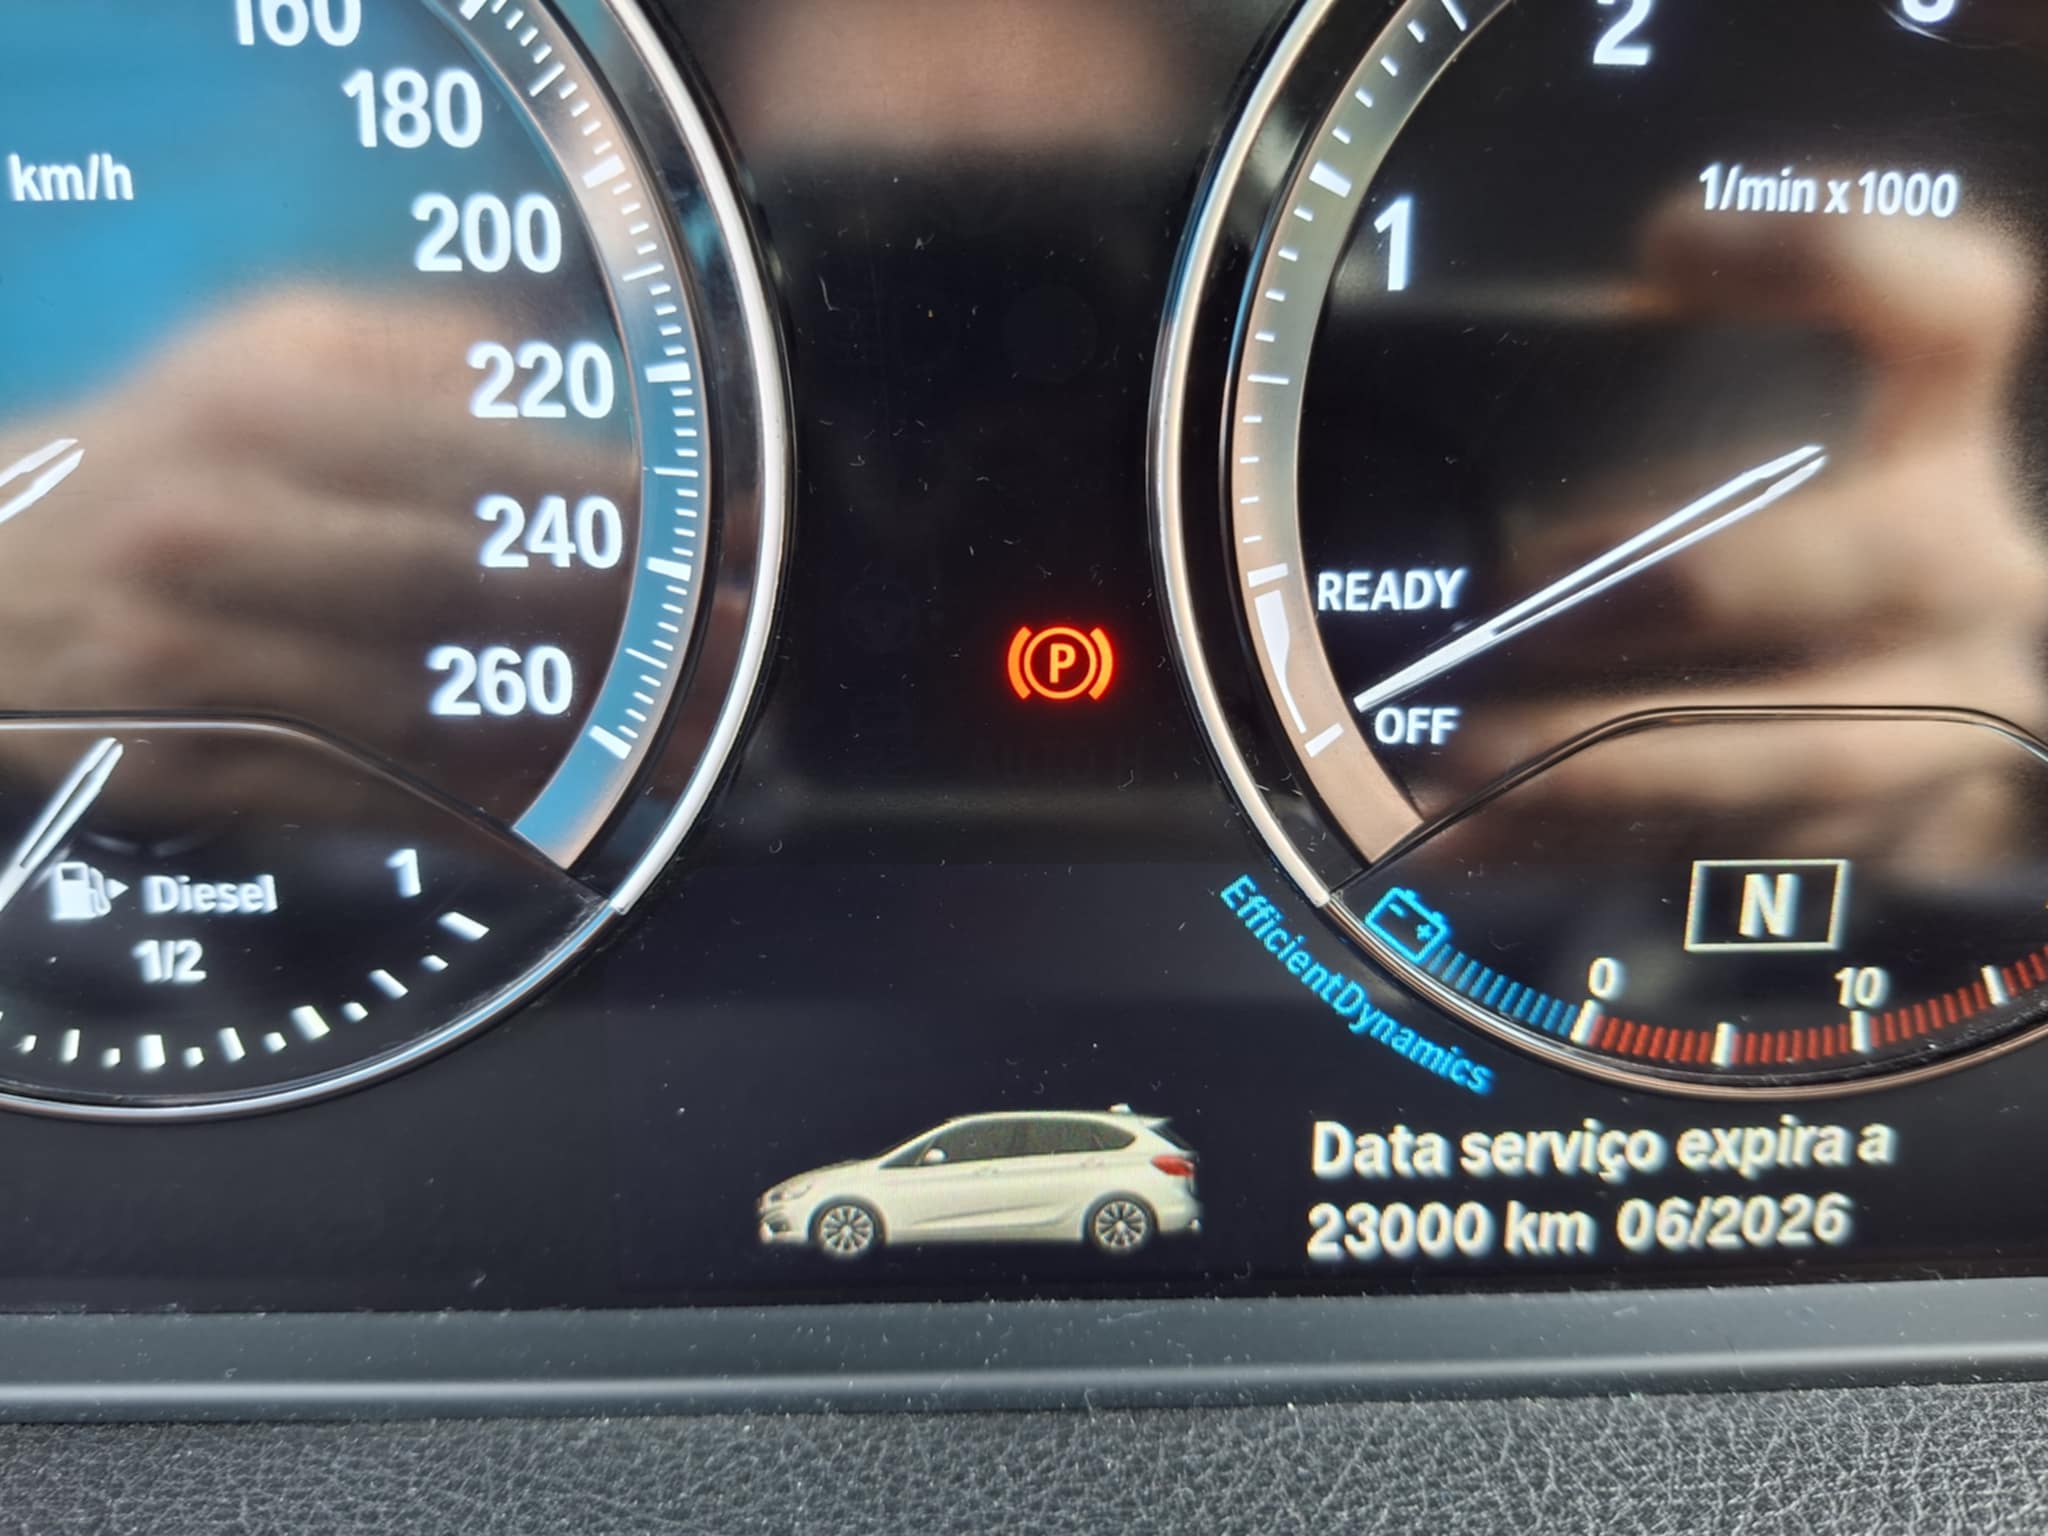 160
180
km/h
200
220
240
260
Diesel
1
1/2
P
2
1/min x 1000
1
READY
OFF
N
EfficientDynamics
0
10
Data serviço expira a
23000 km 06/2026